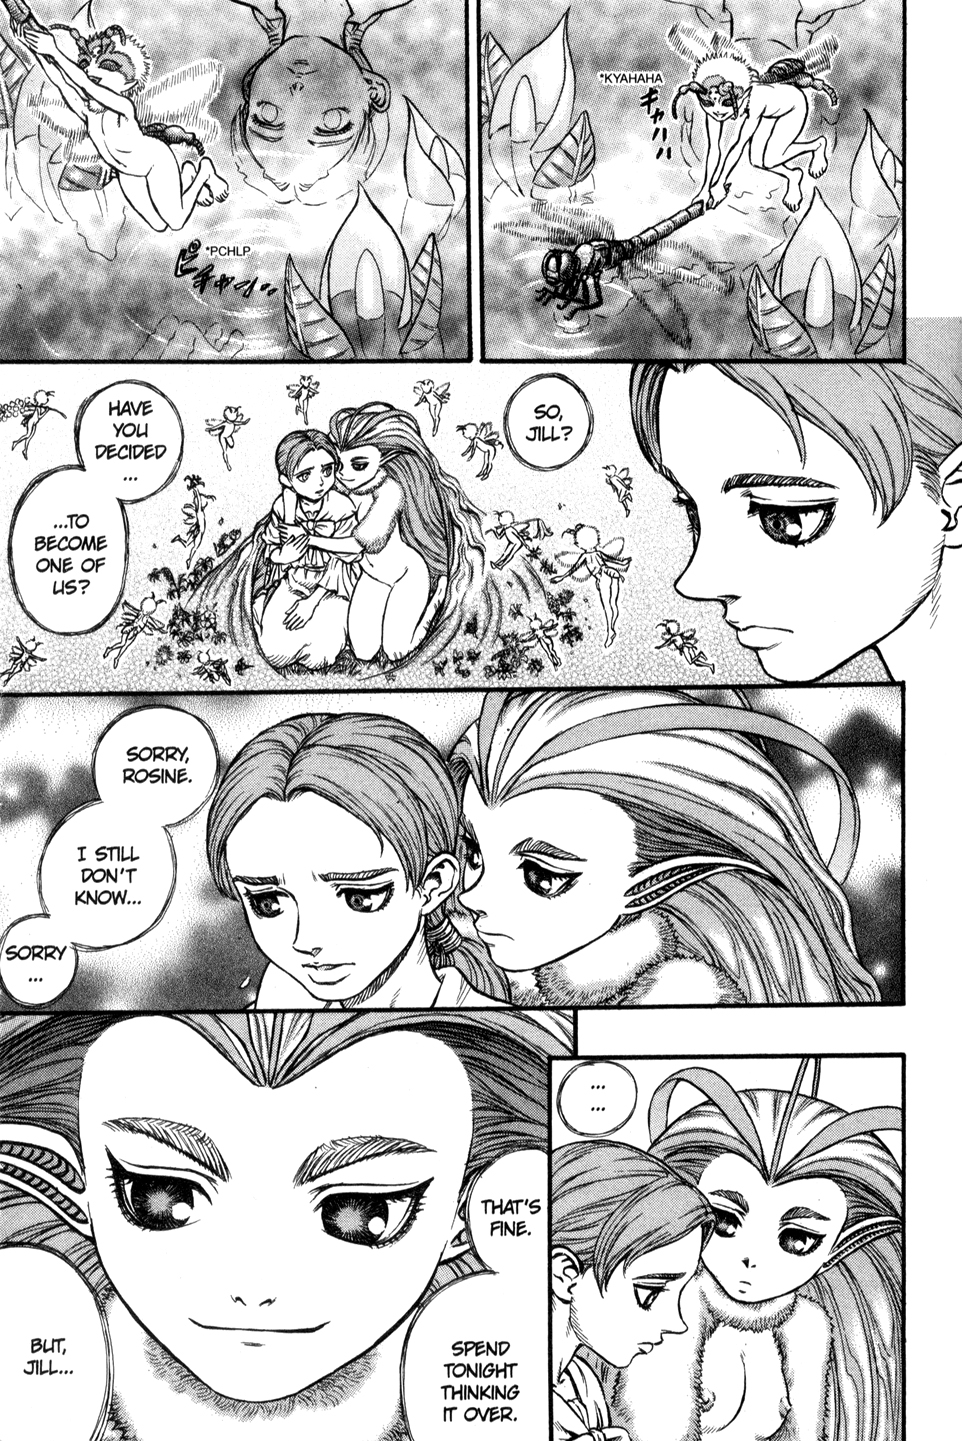 *KYAHAHA
キャハハ
*PCHLP
ピチャッ
SO,
JILL?
HAVE
YOU
DECIDED
...
...TO
BECOME
ONE OF
US?
SORRY,
ROSINE.
I STILL
DON'T
KNOW...
SORRY
...
...
...
THAT'S
FINE.
SPEND
TONIGHT
THINKING
IT OVER.
BUT,
JILL...